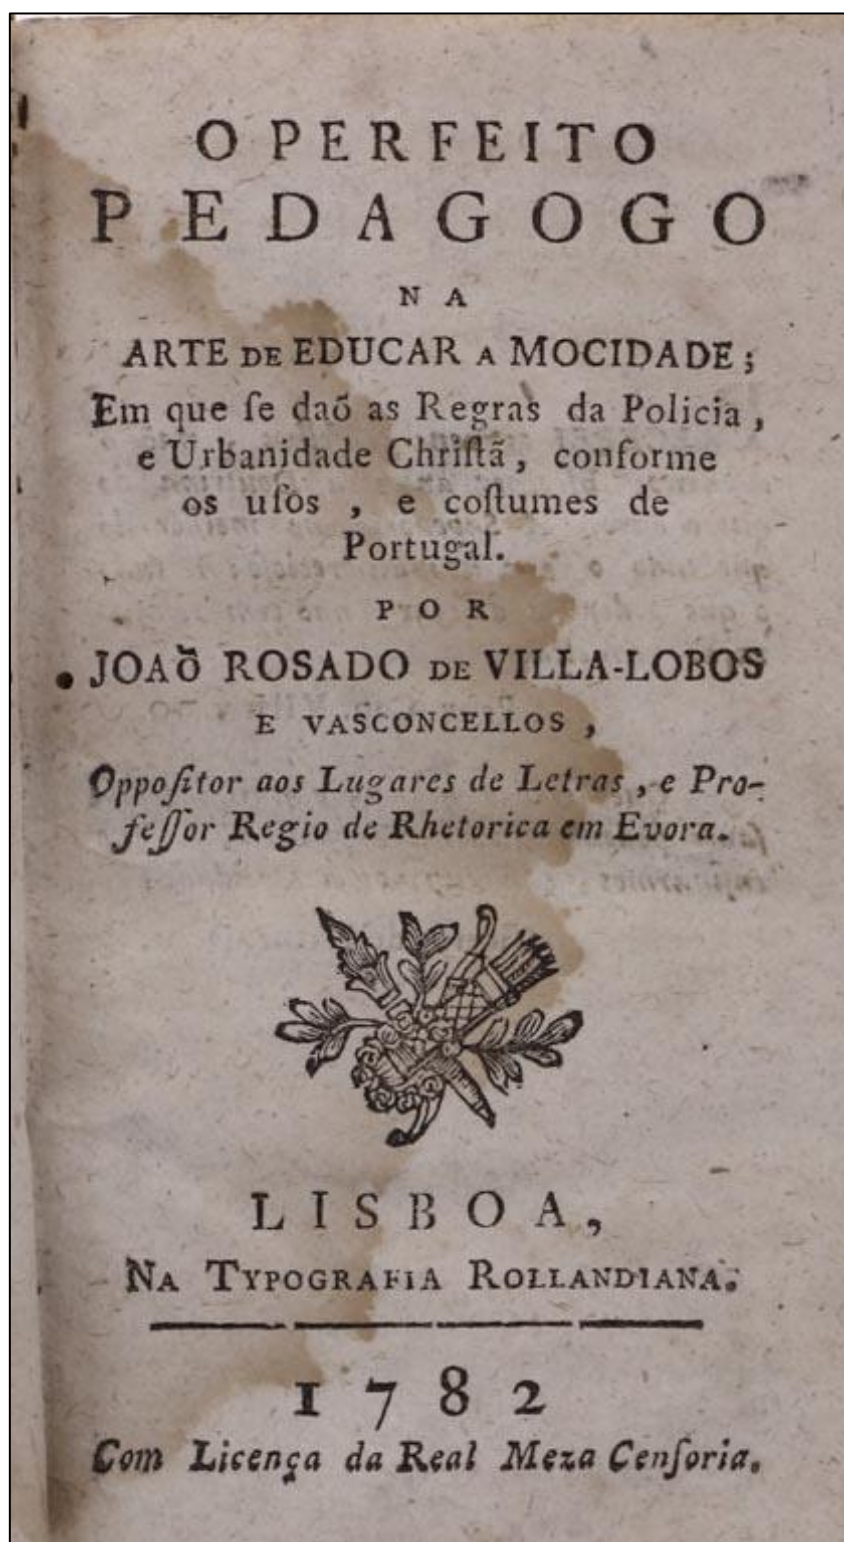 O PERFEITO
PEDAGOGO
NA
ARTE DE EDUCAR A MOCIDADE;
Em que ſe daõ as Regras da Policia,
e Urbanidade Chriſtã, conforme
os uſos, e coſtumes de
Portugal.
POR
JOAÕ ROSADO DE VILLA-LOBOS
E VASCONCELLOS,
Oppoſitor aos Lugares de Letras, e Pro-
feſſor Regio de Rhetorica em Evora.
LISBOA,
NA TYPOGRAFIA ROLLANDIANA.
1782
Com Licença da Real Meza Cenſoria.